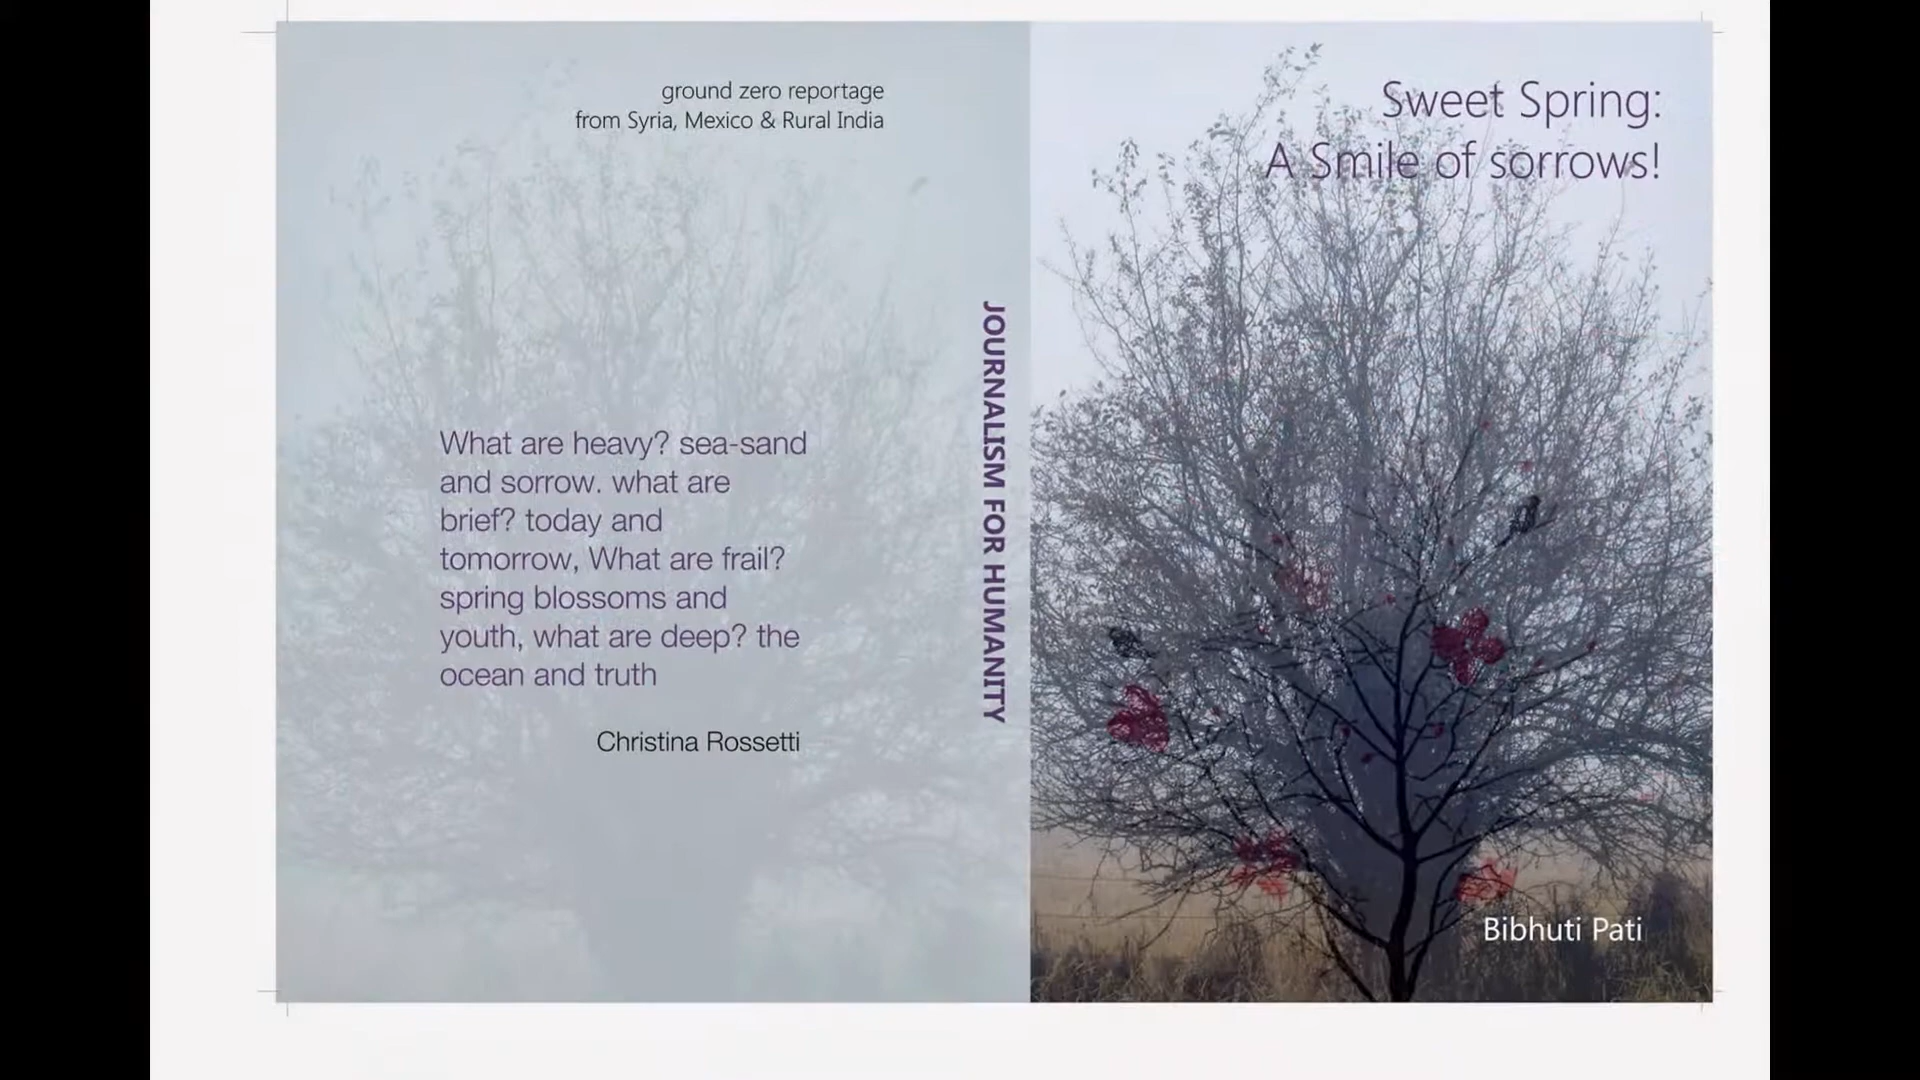 ground zero reportage
from Syria, Mexico & Rural India
What are heavy? sea-sand
and sorrow. what are
brief? today and
tomorrow, What are frail?
spring blossoms and
youth, what are deep? the
ocean and truth
Christina Rossetti
JOURNALISM FOR HUMANITY
Sweet Spring:
A Smile of sorrows!
Bibhuti Pati